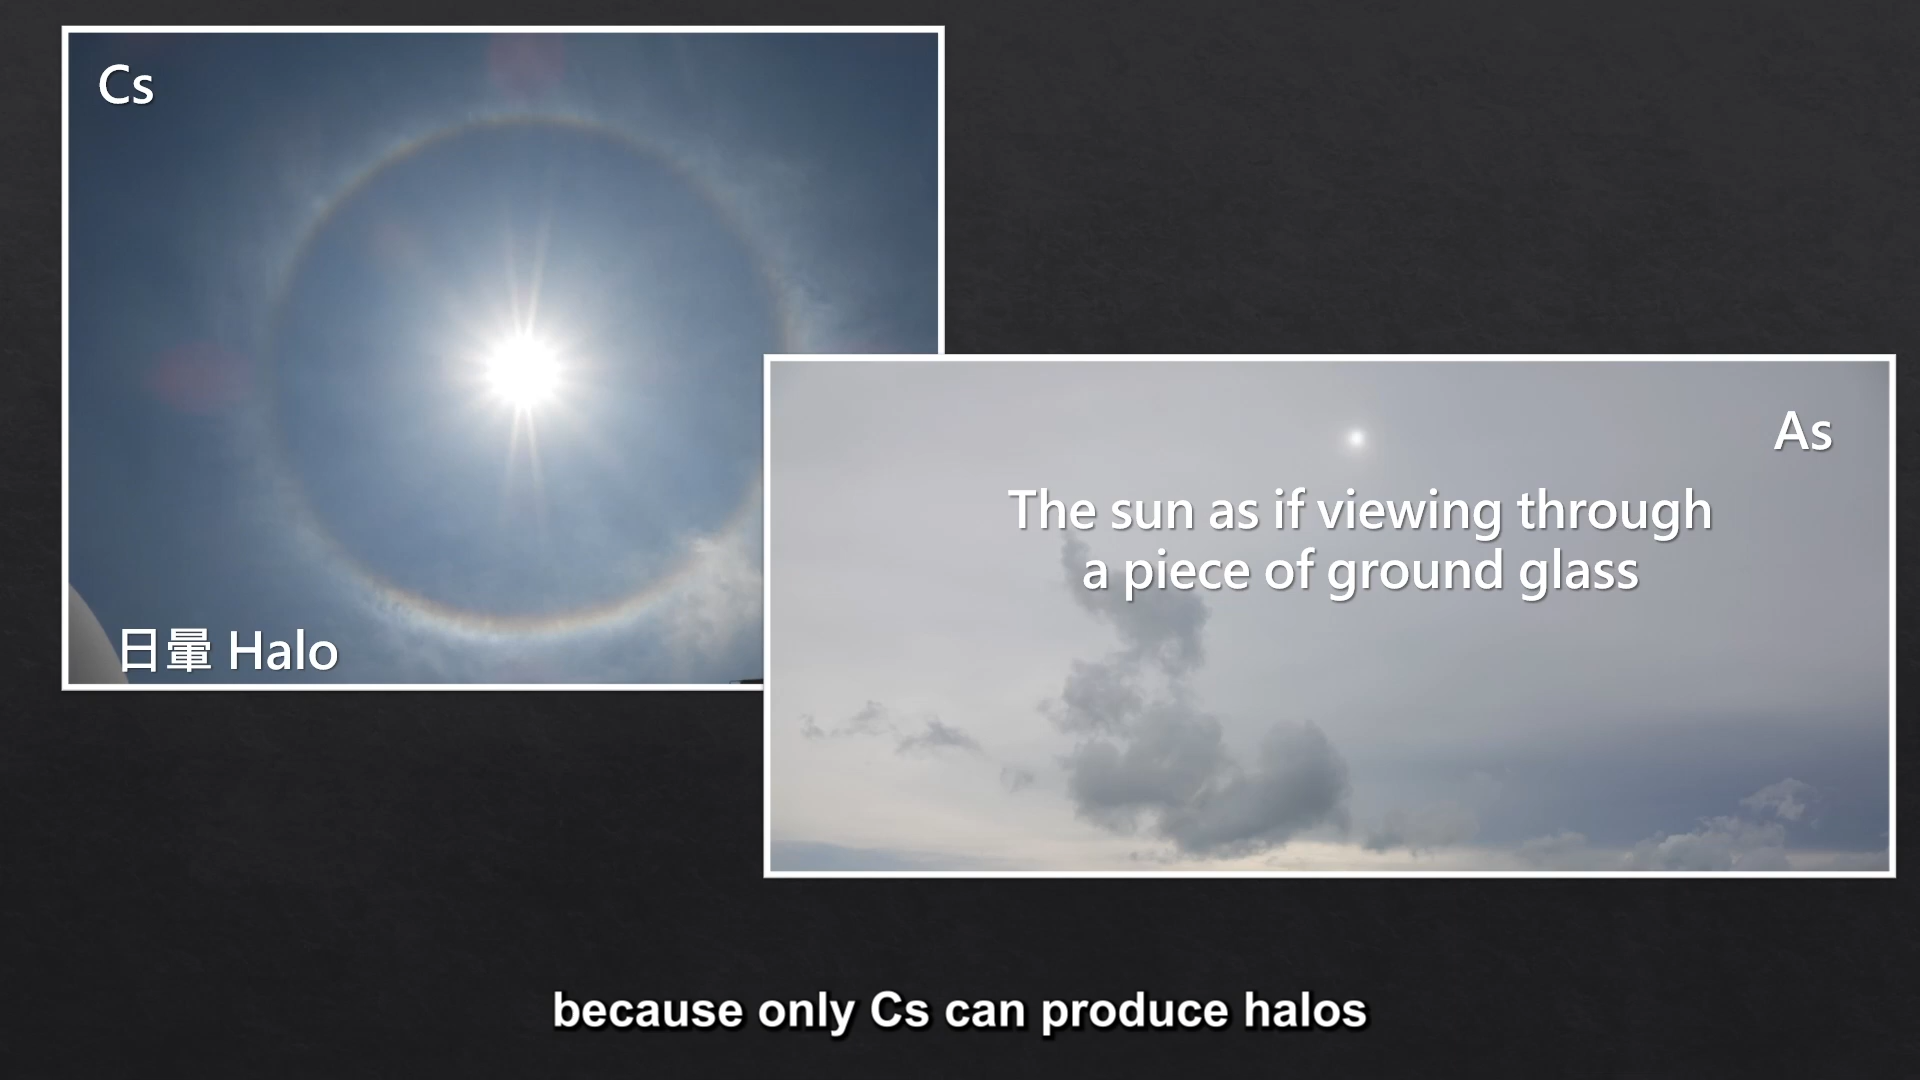 Cs
日暈 Halo
As
The sun as if viewing through
a piece of ground glass
because only Cs can produce halos